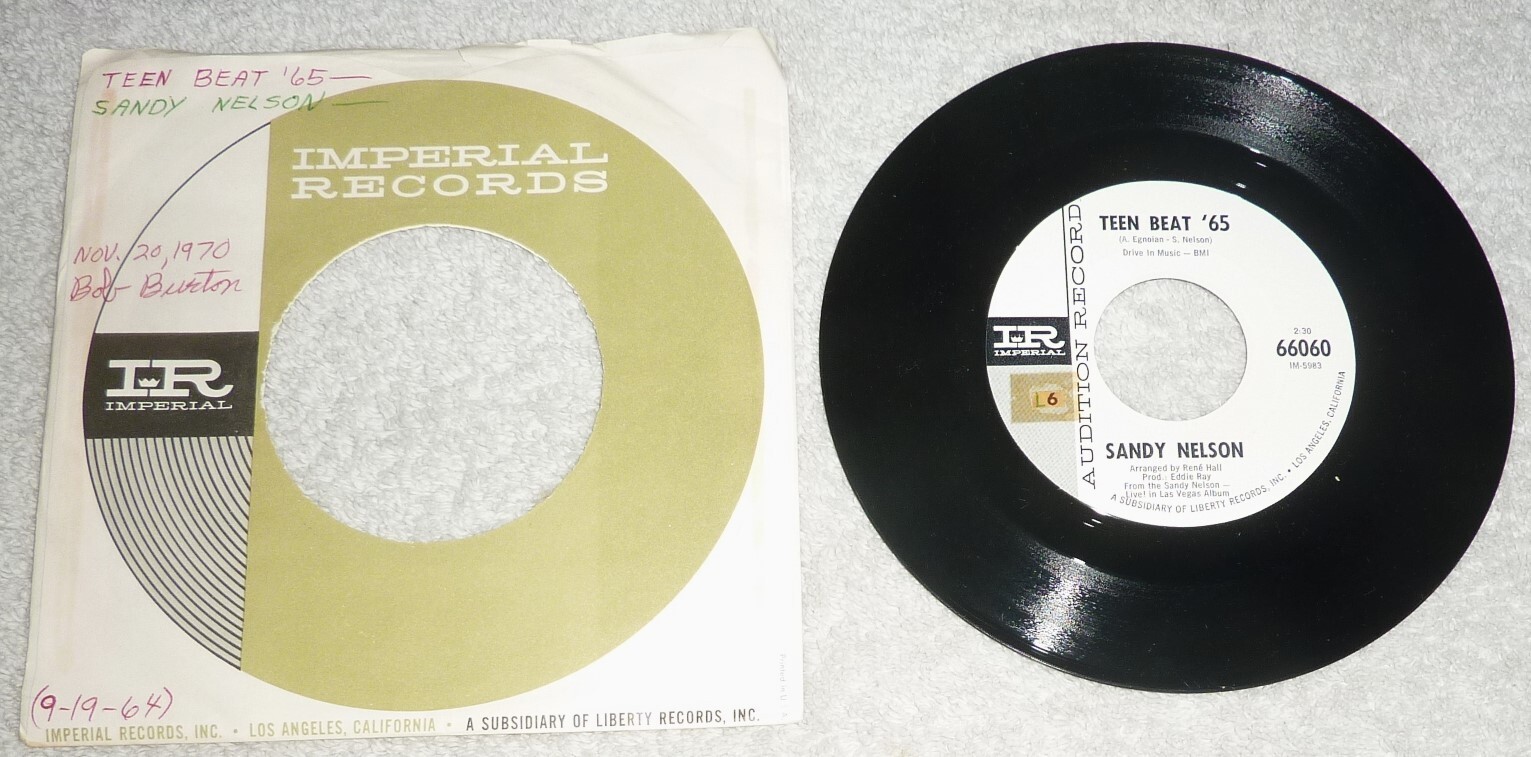 TEEN BEAT '65—
SANDY NELSON—
IMPERIAL
RECORDS
NOV. 20, 1970
Bob Burton
IR
IMPERIAL
(9-19-64)
IMPERIAL RECORDS, INC. • LOS ANGELES, CALIFORNIA • A SUBSIDIARY OF LIBERTY RECORDS, INC.
Printed in U.S.A.
TEEN BEAT '65
(A. Egnoian - S. Nelson)
Drive In Music — BMI
AUDITION RECORD
IR
IMPERIAL
2:30
66060
IM-5983
L6
SANDY NELSON
Arranged by René Hall
Prod.: Eddie Ray
From the Sandy Nelson —
Live! in Las Vegas Album
A SUBSIDIARY OF LIBERTY RECORDS, INC. • LOS ANGELES, CALIFORNIA